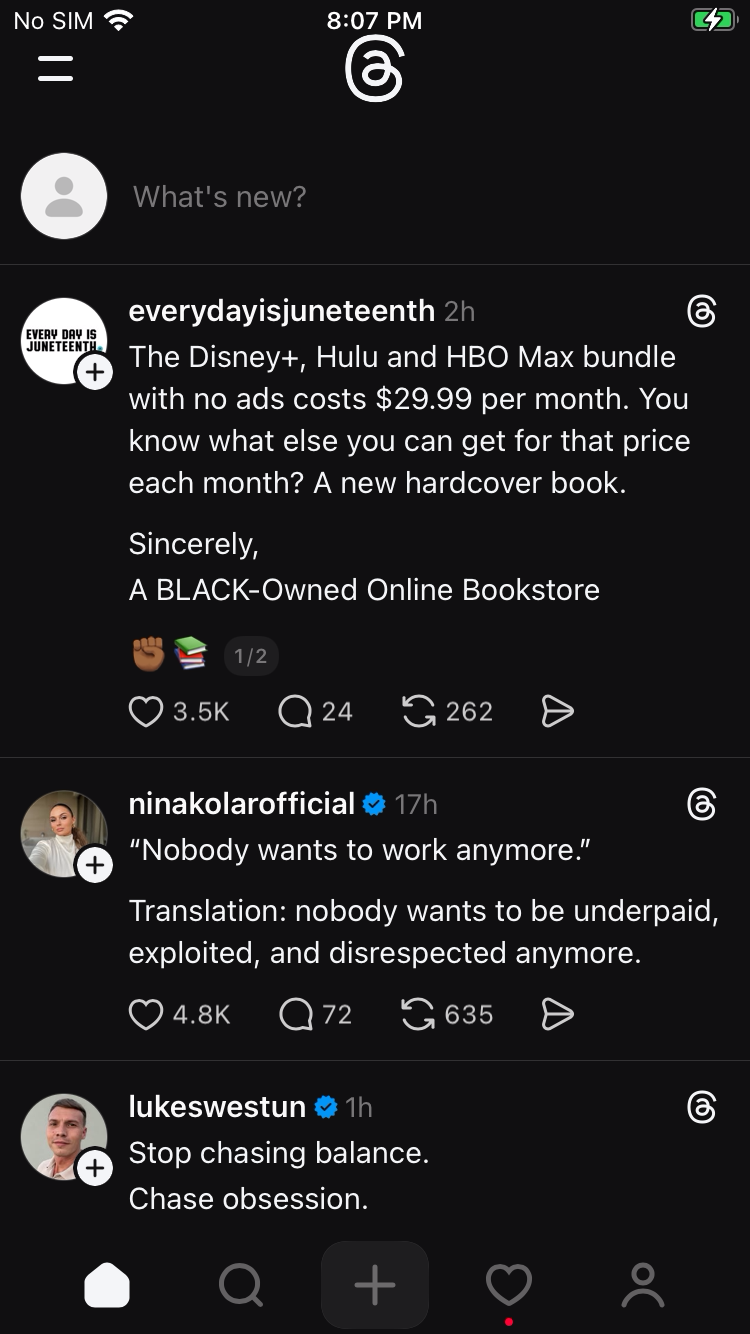 No SIM 8:07 PM
What's new?
EVERY DAY IS
JUNETEENTH.
everydayisjuneteenth 2h
The Disney+, Hulu and HBO Max bundle
with no ads costs $29.99 per month. You
know what else you can get for that price
each month? A new hardcover book.
Sincerely,
A BLACK-Owned Online Bookstore
✊🏾📚 1/2
3.5K 24 262
ninakolarofficial 17h
“Nobody wants to work anymore.”
Translation: nobody wants to be underpaid,
exploited, and disrespected anymore.
4.8K 72 635
lukeswestun 1h
Stop chasing balance.
Chase obsession.